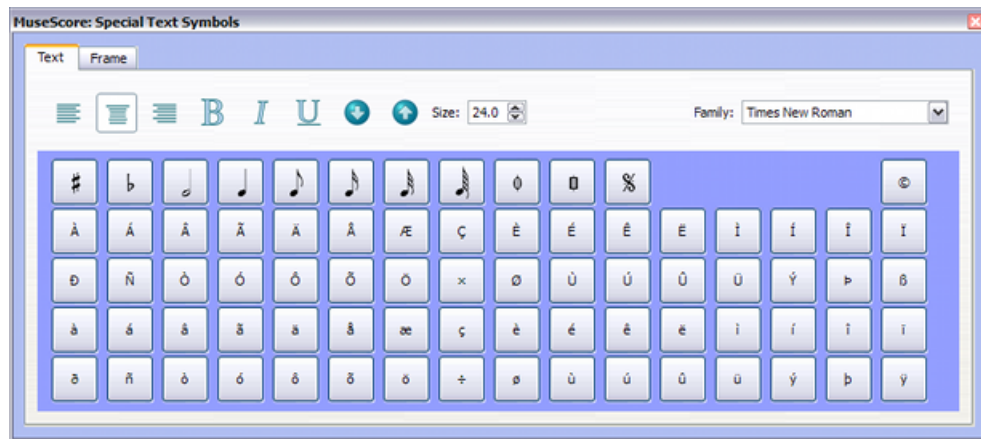 MuseScore: Special Text Symbols
Text Frame
B I U Size: 24.0 Family: Times New Roman
♯ ♭ 𝅗𝅥 ♩ ♪ 𝅘𝅥𝅯 𝅘𝅥𝅰 𝅘𝅥𝅱 𝄌 𝄋 ©
À Á Â Ã Ä Å Æ Ç È É Ê Ë Ì Í Î Ï
Ð Ñ Ò Ó Ô Õ Ö × Ø Ù Ú Û Ü Ý Þ ß
à á â ã ä å æ ç è é ê ë ì í î ï
ð ñ ò ó ô õ ö ÷ ø ù ú û ü ý þ ÿ